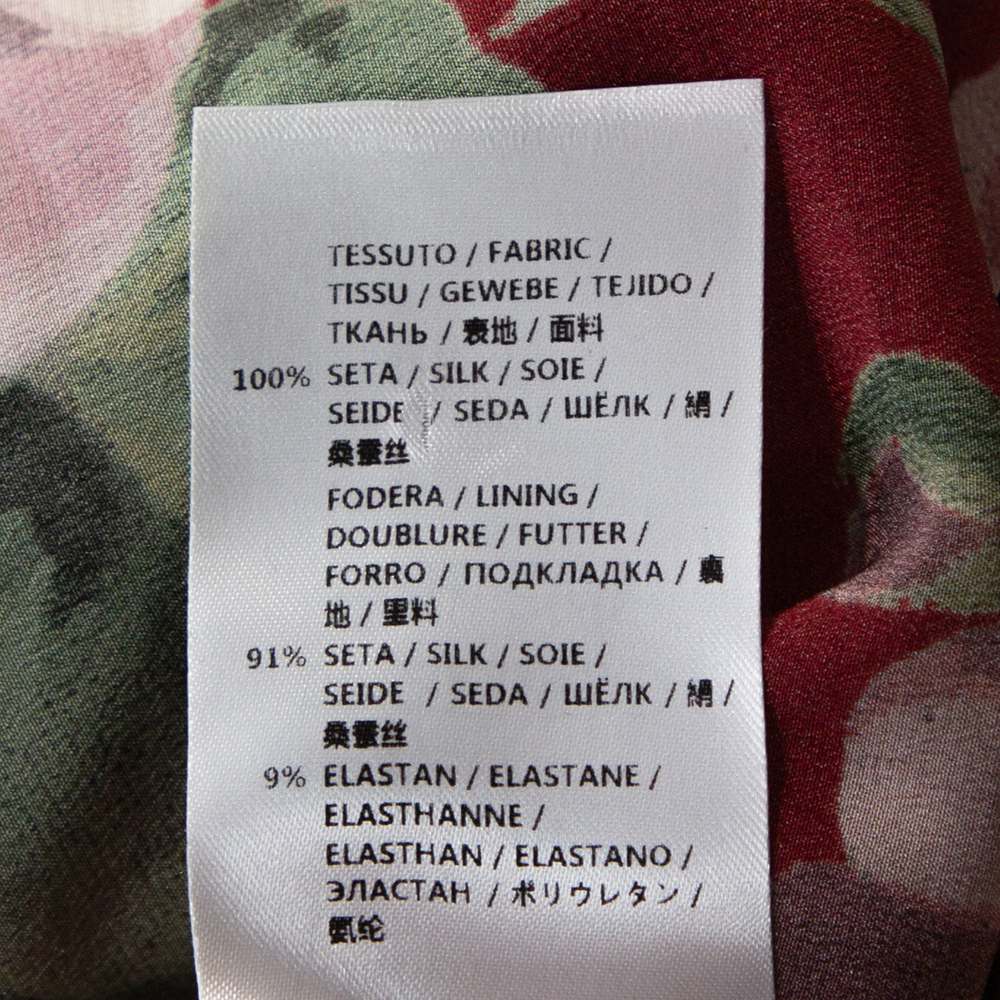 TESSUTO / FABRIC /
TISSU / GEWEBE / TEJIDO /
ТКАНЬ / 表地 / 面料
100% SETA / SILK / SOIE /
SEIDE / SEDA / ШЁЛК / 絹 /
桑蚕丝
FODERA / LINING /
DOUBLURE / FUTTER /
FORRO / ПОДКЛАДКА / 裏
地 / 里料
91% SETA / SILK / SOIE /
SEIDE / SEDA / ШЁЛК / 絹 /
桑蚕丝
9% ELASTAN / ELASTANE /
ELASTHANNE /
ELASTHAN / ELASTANO /
ЭЛАСТАН / ポリウレタン /
氨纶